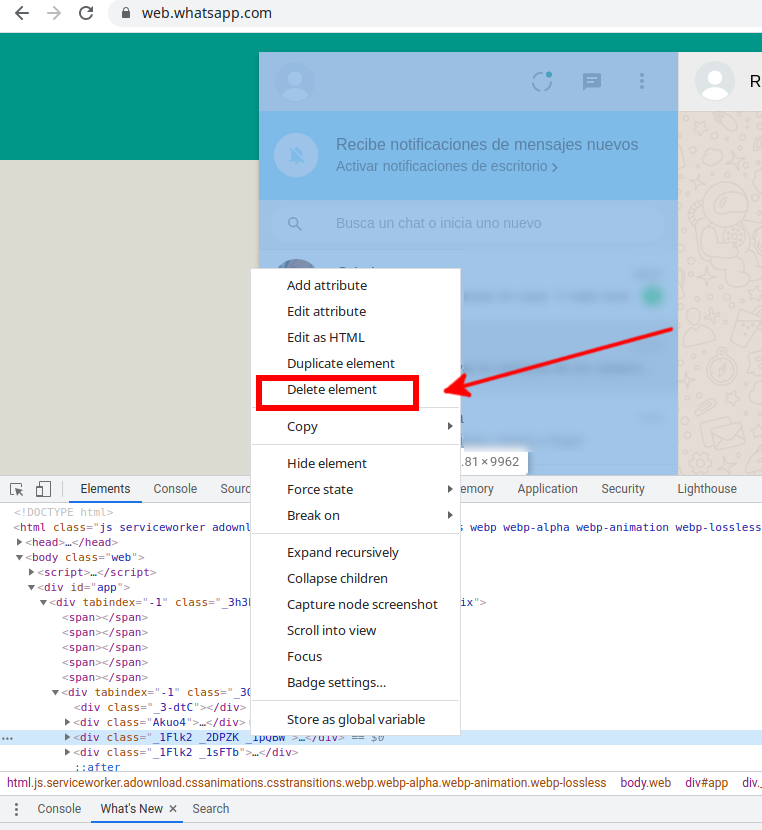 web.whatsapp.com
R
Recibe notificaciones de mensajes nuevos
Activar notificaciones de escritorio >
Busca un chat o inicia uno nuevo
Add attribute
Edit attribute
Edit as HTML
Duplicate element
Delete element
Copy
.81 × 9962
Hide element
Force state
Break on
Expand recursively
Collapse children
Capture node screenshot
Scroll into view
Focus
Badge settings...
Store as global variable
Elements Console Sourc emory Application Security Lighthouse
<!DOCTYPE html>
<html class="js serviceworker adownl s webp webp-alpha webp-animation webp-lossless
<head>…</head>
<body class="web">
<script>…</script>
<div id="app">
<div tabindex="-1" class="_3h3 ix">
<span></span>
<span></span>
<span></span>
<span></span>
<span></span>
<div tabindex="-1" class="_3
<div class="_3-dtC"></div>
<div class="Akuo4">…</div>
<div class="_1Flk2 _2DPZK _1pQBW">…</div> == $0
<div class="_1Flk2 _1sFTb">…</div>
::after
html.js.serviceworker.adownload.cssanimations.csstransitions.webp.webp-alpha.webp-animation.webp-lossless body.web div#app div._
Console What's New × Search